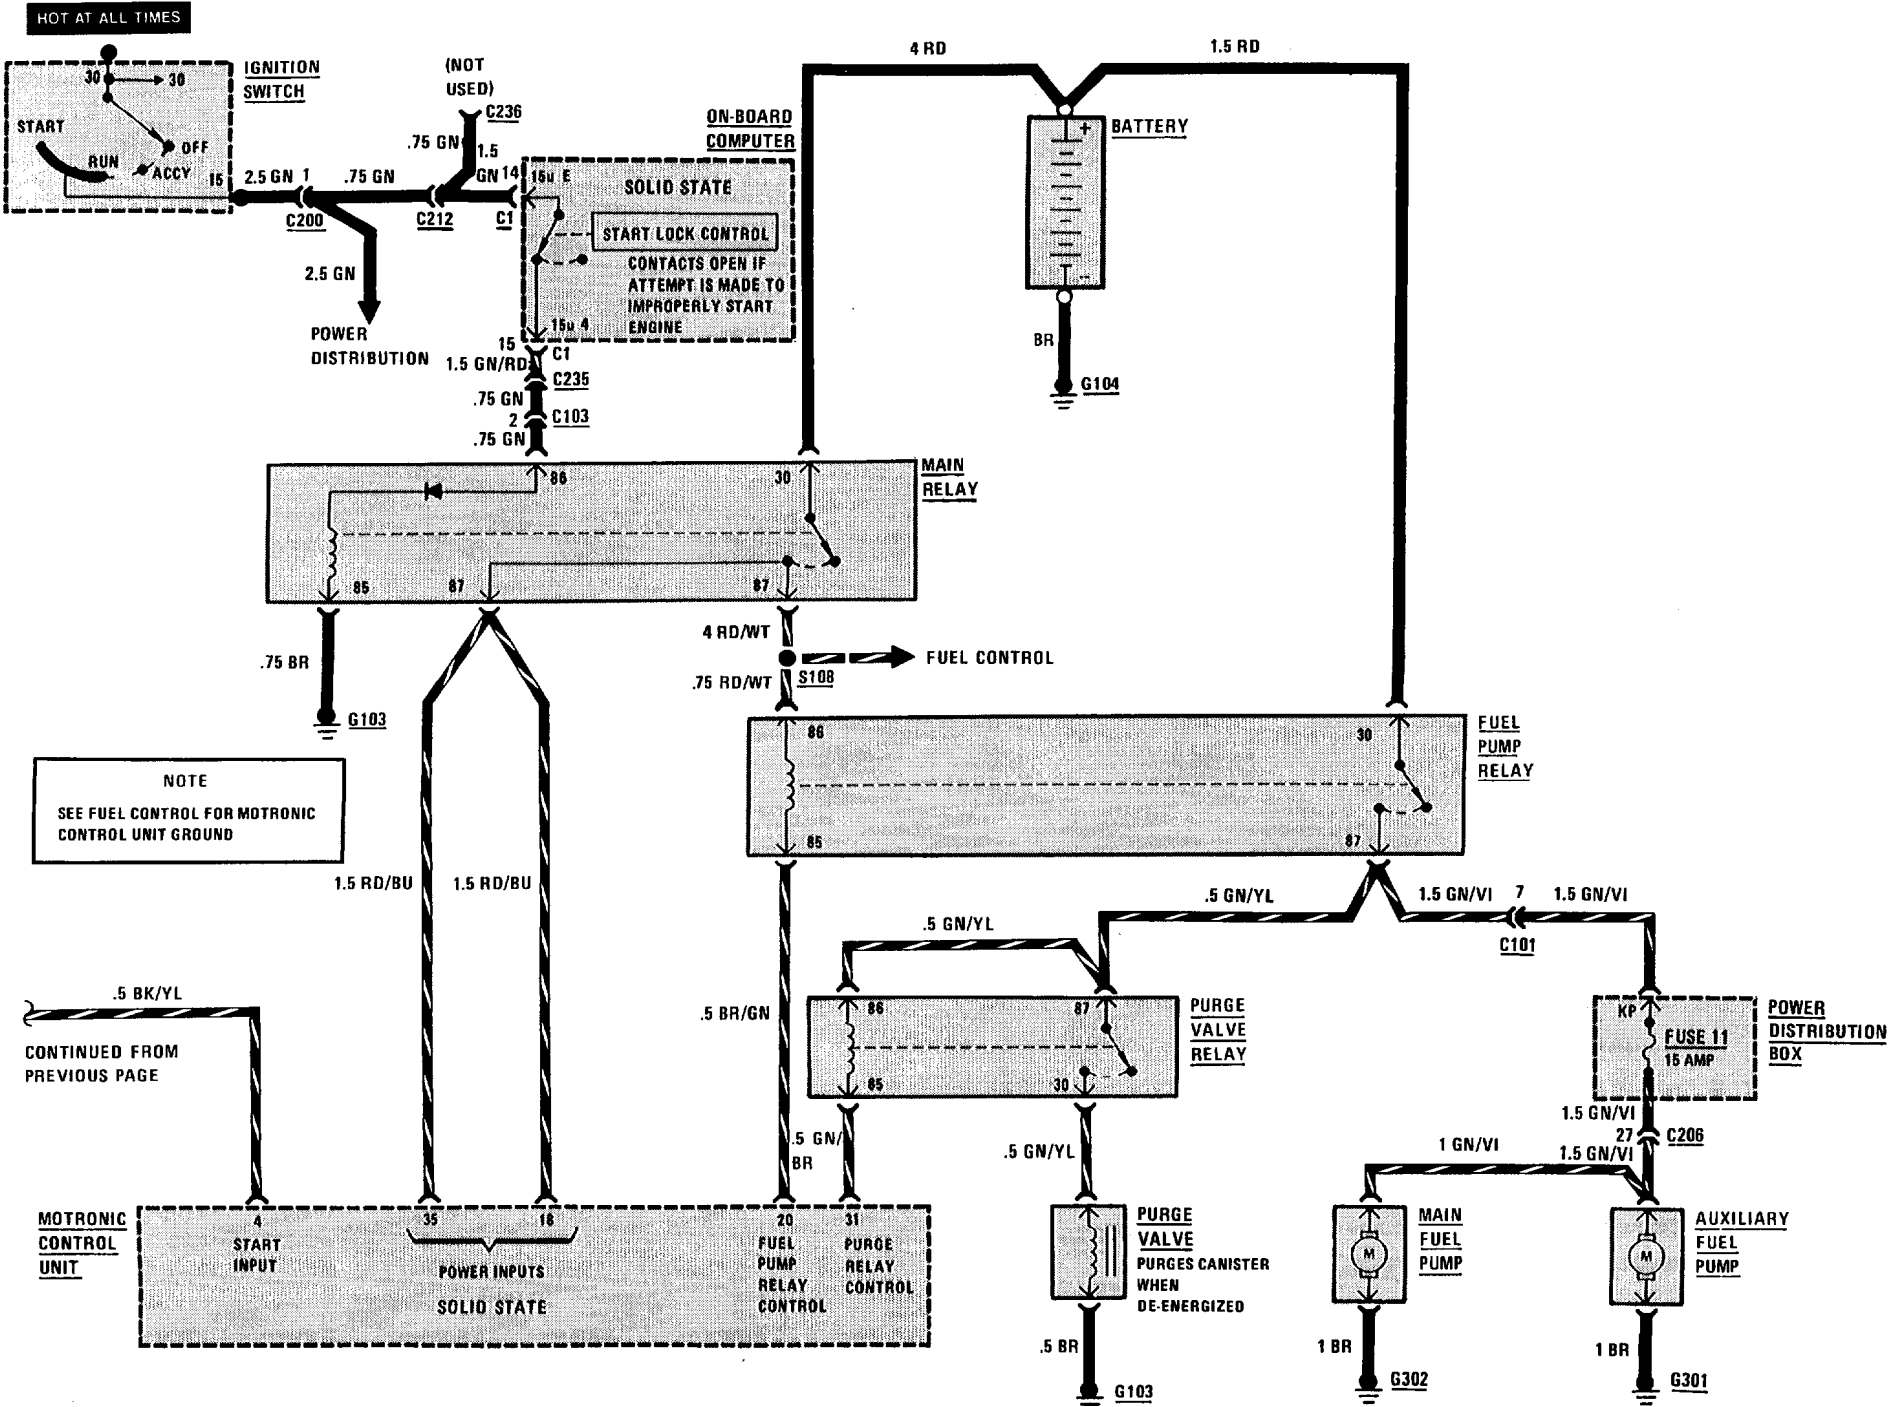 HOT AT ALL TIMES
30
30
IGNITION
SWITCH
START
RUN
OFF
ACCY
15
2.5 GN
1
C200
.75 GN
2.5 GN
POWER
DISTRIBUTION
(NOT
USED)
C236
.75 GN
1.5
GN
14
C212
C1
ON-BOARD
COMPUTER
15u E
SOLID STATE
START LOCK CONTROL
CONTACTS OPEN IF
ATTEMPT IS MADE TO
IMPROPERLY START
ENGINE
15u 4
15
C1
1.5 GN/RD
C235
.75 GN
2
C103
.75 GN
4 RD
1.5 RD
BATTERY
+
--
BR
G104
MAIN
RELAY
86
30
85
87
87
.75 BR
G103
4 RD/WT
FUEL CONTROL
S108
.75 RD/WT
FUEL
PUMP
RELAY
86
30
85
87
NOTE
SEE FUEL CONTROL FOR MOTRONIC
CONTROL UNIT GROUND
1.5 RD/BU
1.5 RD/BU
.5 GN/YL
.5 GN/YL
1.5 GN/VI
7
1.5 GN/VI
C101
.5 BK/YL
CONTINUED FROM
PREVIOUS PAGE
.5 BR/GN
86
87
85
30
PURGE
VALVE
RELAY
KP
FUSE 11
15 AMP
POWER
DISTRIBUTION
BOX
1.5 GN/VI
27
C206
1.5 GN/VI
1 GN/VI
.5 GN/
BR
.5 GN/YL
MOTRONIC
CONTROL
UNIT
4
START
INPUT
35
18
POWER INPUTS
SOLID STATE
20
FUEL
PUMP
RELAY
CONTROL
31
PURGE
RELAY
CONTROL
PURGE
VALVE
PURGES CANISTER
WHEN
DE-ENERGIZED
.5 BR
G103
M
MAIN
FUEL
PUMP
1 BR
G302
M
AUXILIARY
FUEL
PUMP
1 BR
G301